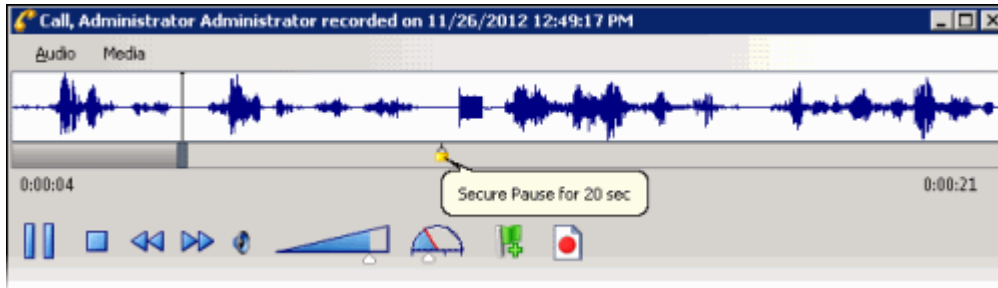 Call, Administrator Administrator recorded on 11/26/2012 12:49:17 PM
Audio Media
Secure Pause for 20 sec
0:00:04 0:00:21